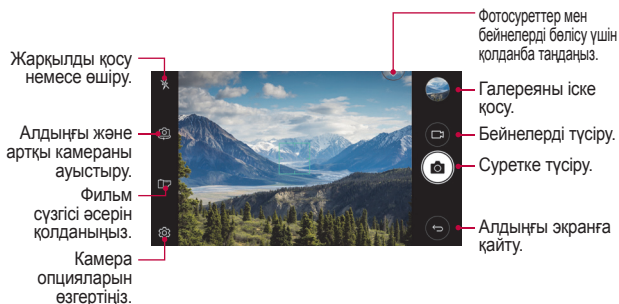 Жарқылды қосу
немесе өшіру.
Алдыңғы және
артқы камераны
ауыстыру.
Фильм
сүзгісі әсерін
қолданыңыз.
Камера
опцияларын
өзгертіңіз.
Фотосуреттер мен
бейнелерді бөлісу үшін
қолданба таңдаңыз.
Галереяны іске
қосу.
Бейнелерді түсіру.
Суретке түсіру.
Алдыңғы экранға
қайту.